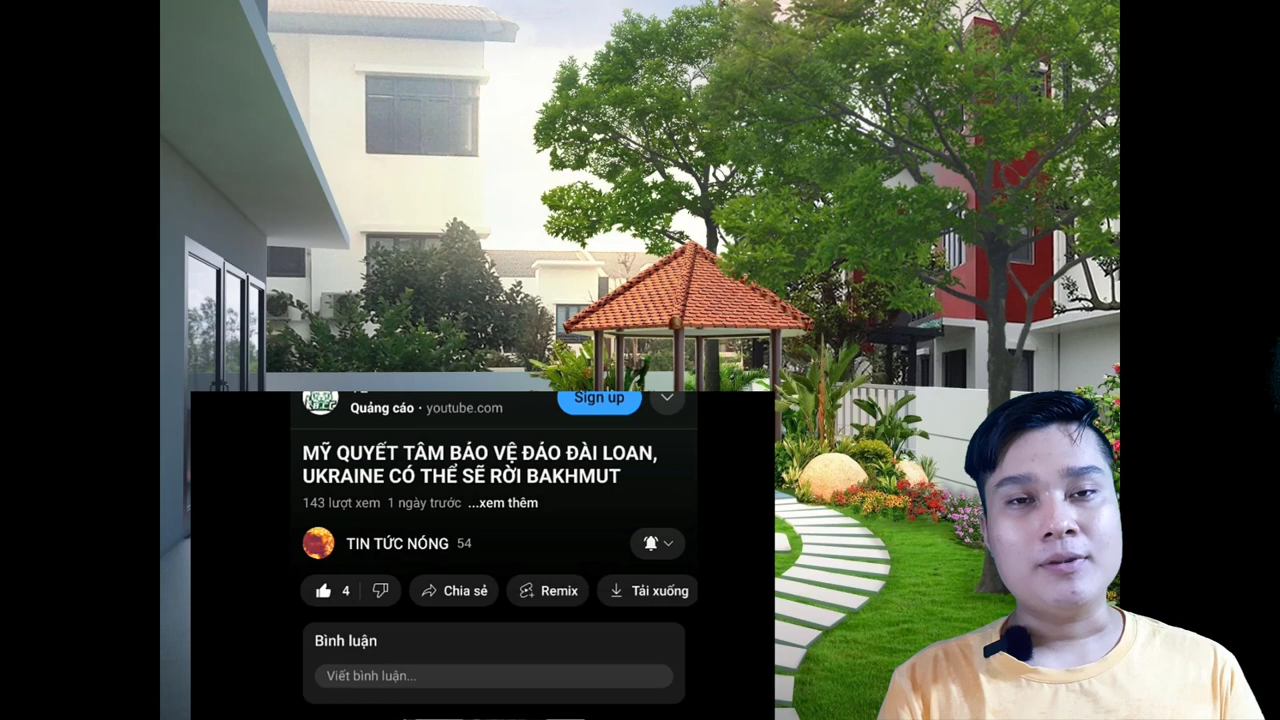 Sign up
Quảng cáo · youtube.com
MỸ QUYẾT TÂM BẢO VỆ ĐẢO ĐÀI LOAN,
UKRAINE CÓ THỂ SẼ RỜI BAKHMUT
143 lượt xem 1 ngày trước ...xem thêm
TIN TỨC NÓNG 54
4 Chia sẻ Remix Tải xuống
Bình luận
Viết bình luận...